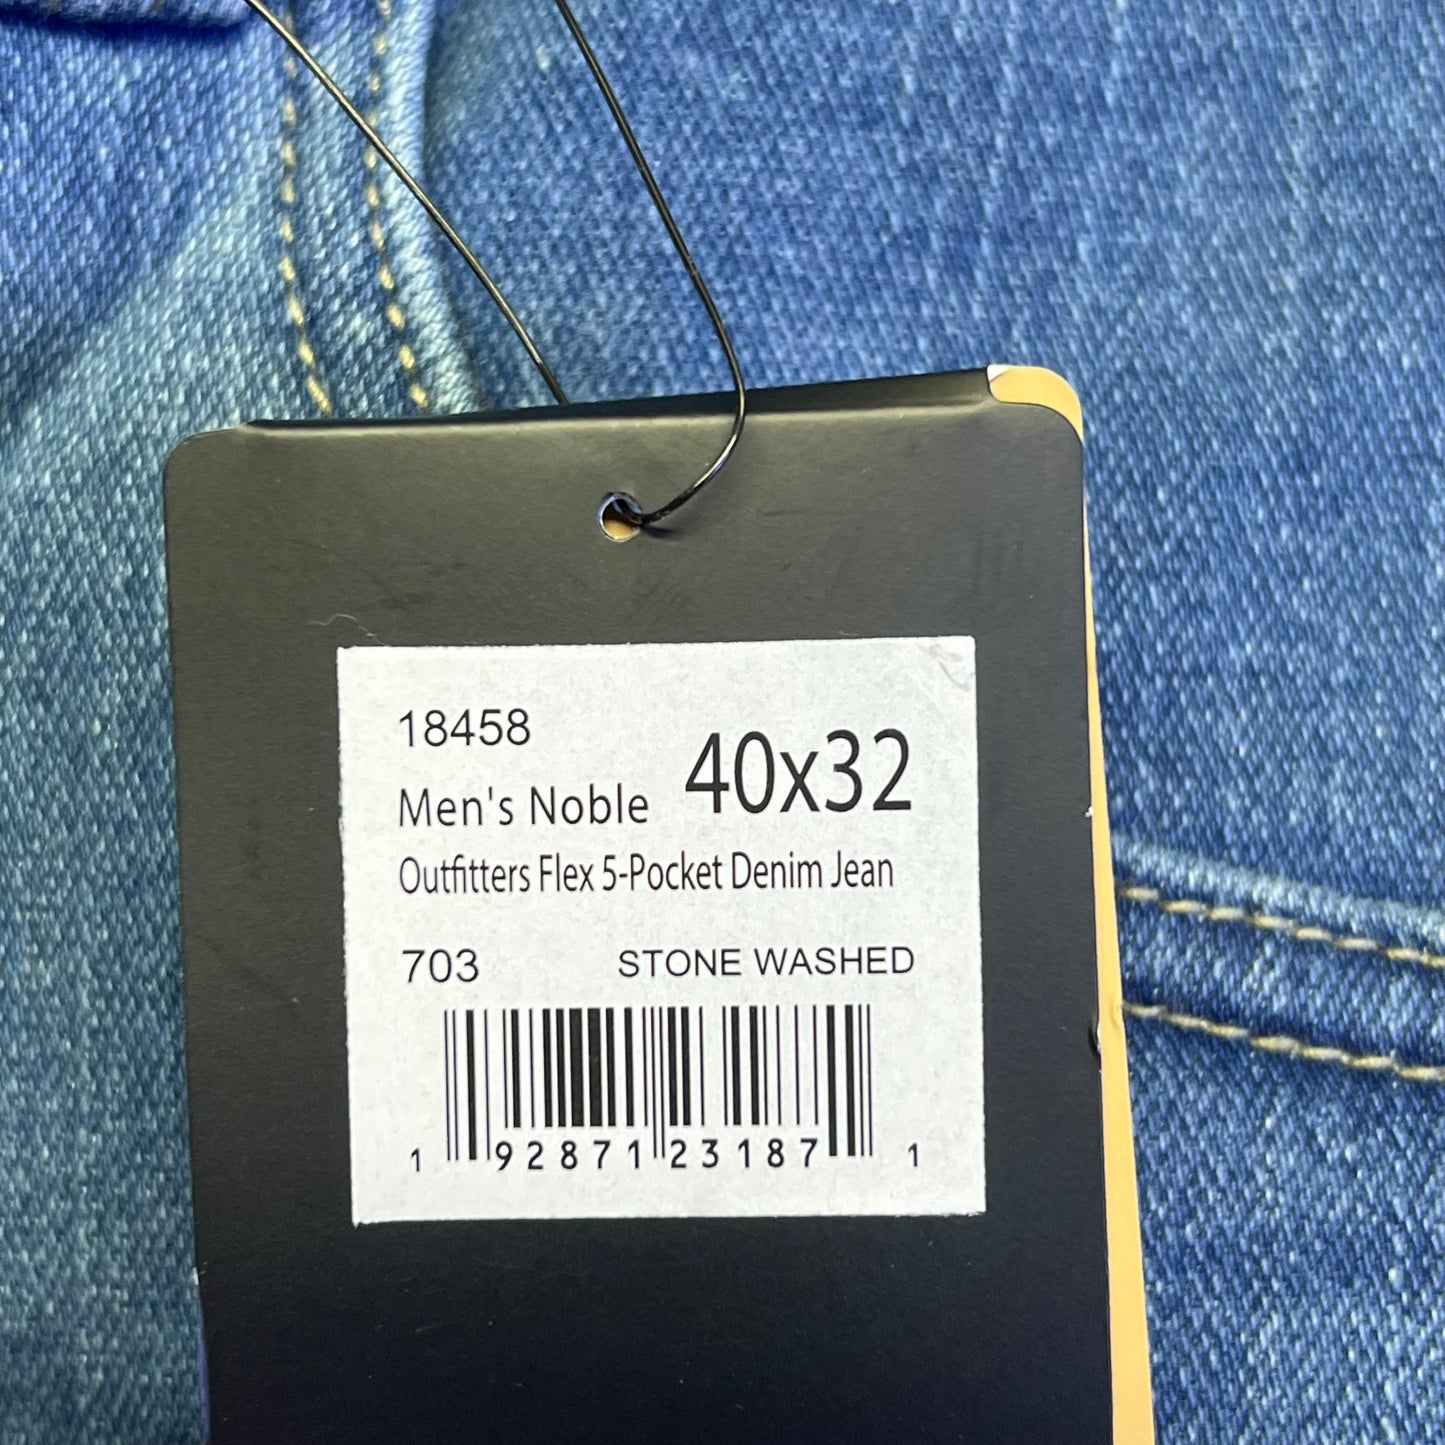 18458
40x32
Men's Noble
Outfitters Flex 5-Pocket Denim Jean
703 STONE WASHED
1 92871 23187 1